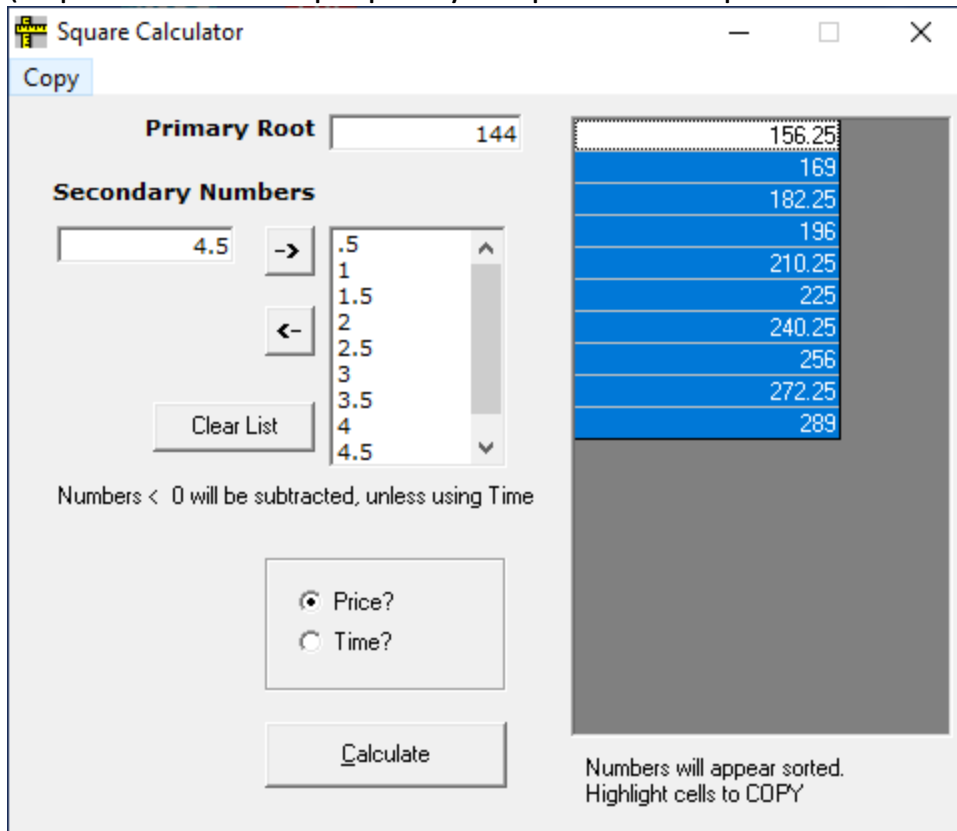 Square Calculator
Copy
Primary Root 144
Secondary Numbers
4.5 ->
<-
.5
1
1.5
2
2.5
3
3.5
4
4.5
Clear List
Numbers < 0 will be subtracted, unless using Time
Price?
Time?
Calculate
156.25
169
182.25
196
210.25
225
240.25
256
272.25
289
Numbers will appear sorted.
Highlight cells to COPY